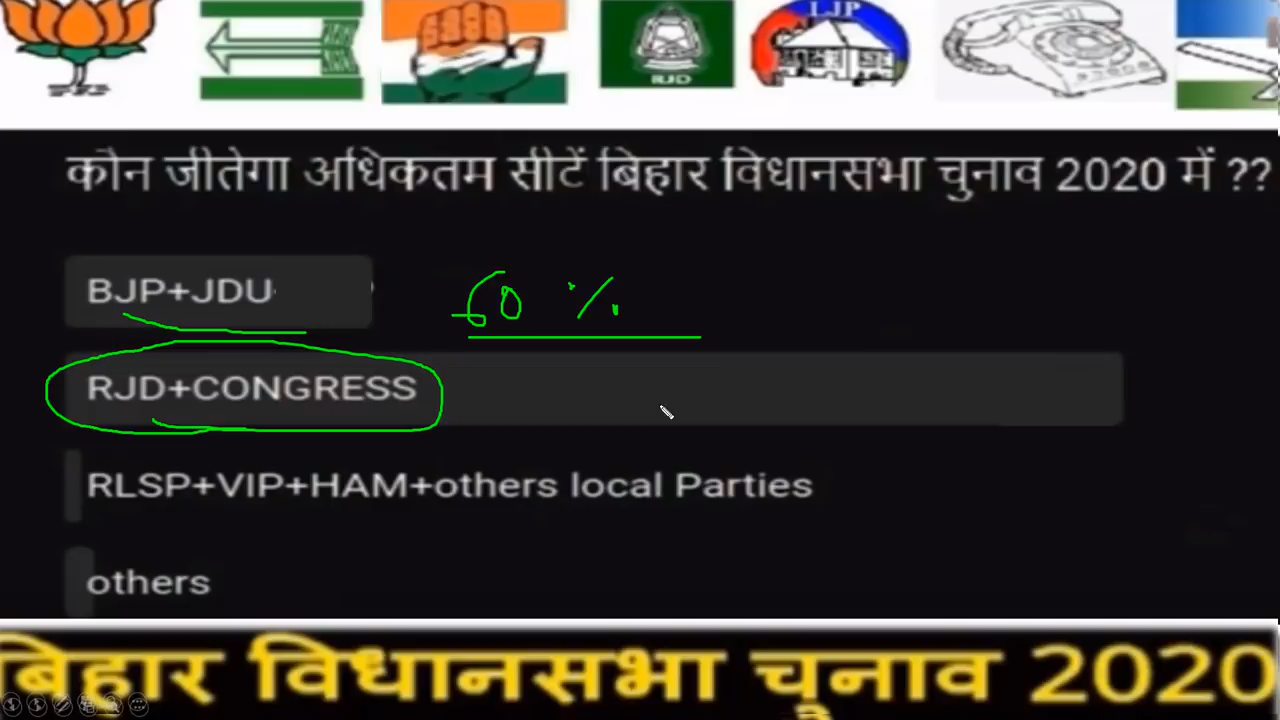 RJD LJP
कौन जीतेगा अधिकतम सीटें बिहार विधानसभा चुनाव 2020 में ??
BJP+JDU
60 %
RJD+CONGRESS
RLSP+VIP+HAM+others local Parties
others
बिहार विधानसभा चुनाव 2020